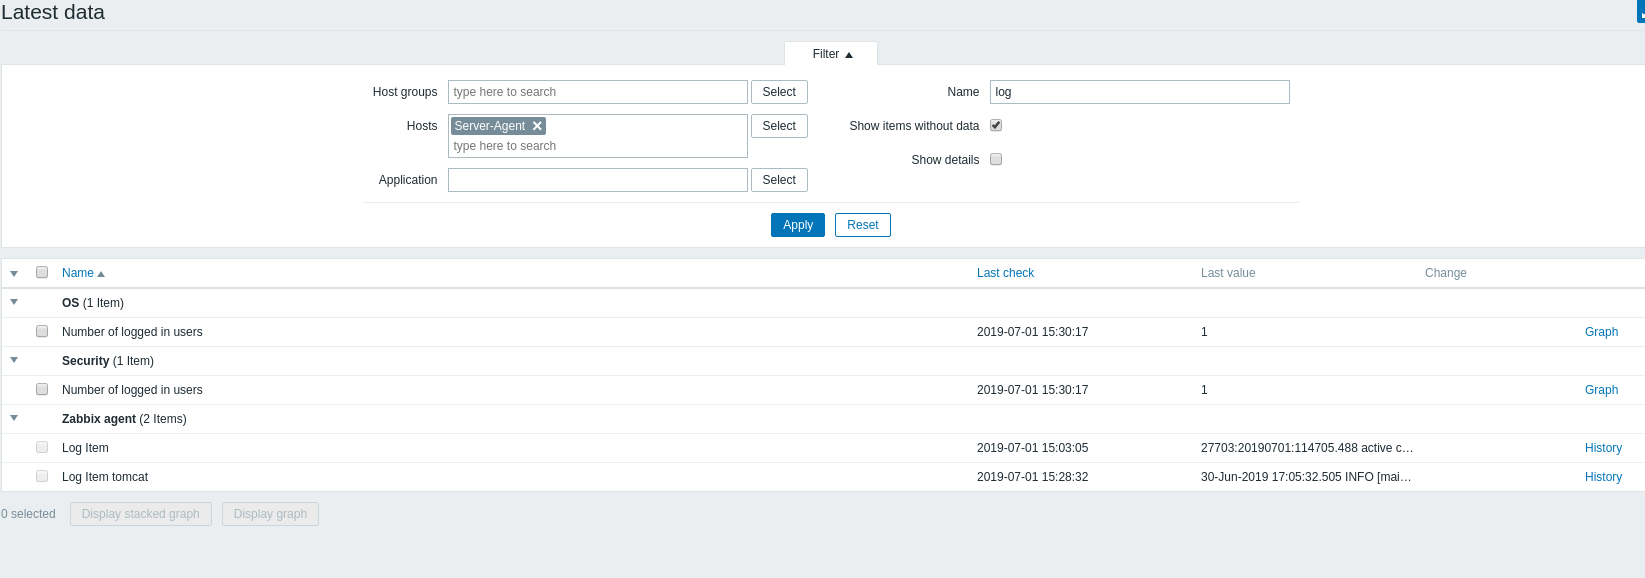 Latest data
Filter
Host groups type here to search Select Name log
Hosts Server-Agent Select Show items without data
type here to search
Show details
Application Select
Apply Reset
Name Last check Last value Change
OS (1 Item)
Number of logged in users 2019-07-01 15:30:17 1 Graph
Security (1 Item)
Number of logged in users 2019-07-01 15:30:17 1 Graph
Zabbix agent (2 Items)
Log Item 2019-07-01 15:03:05 27703:20190701:114705.488 active c… History
Log Item tomcat 2019-07-01 15:28:32 30-Jun-2019 17:05:32.505 INFO [mai… History
0 selected Display stacked graph Display graph